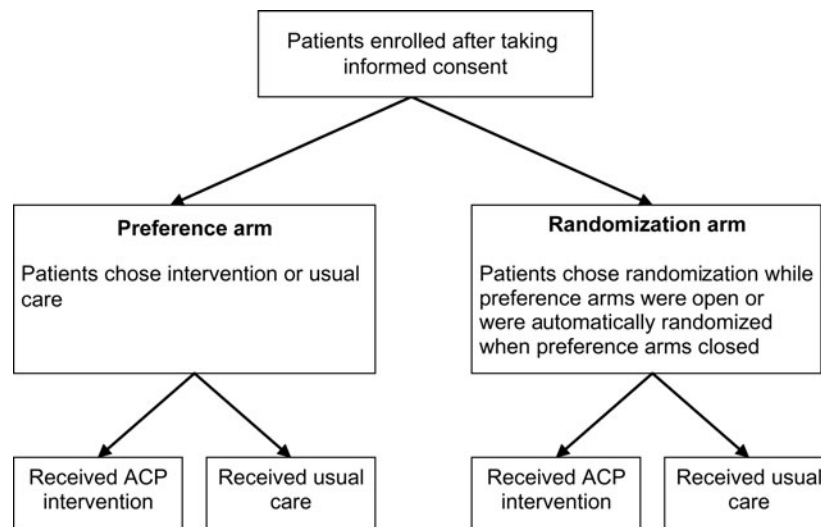 Patients enrolled after taking
informed consent
Preference arm
Patients chose intervention or usual
care
Randomization arm
Patients chose randomization while
preference arms were open or
were automatically randomized
when preference arms closed
Received ACP
intervention
Received usual
care
Received ACP
intervention
Received usual
care